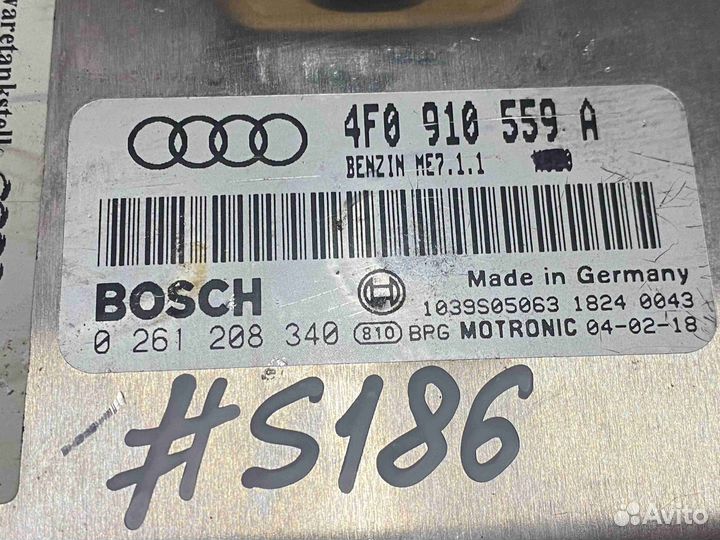 waretankstelle
4F0 910 559 A
BENZIN ME7.1.1
BOSCH
Made in Germany
1039S05063 1824 0043
0 261 208 340 810 BPG MOTRONIC 04-02-18
#S186
Avito